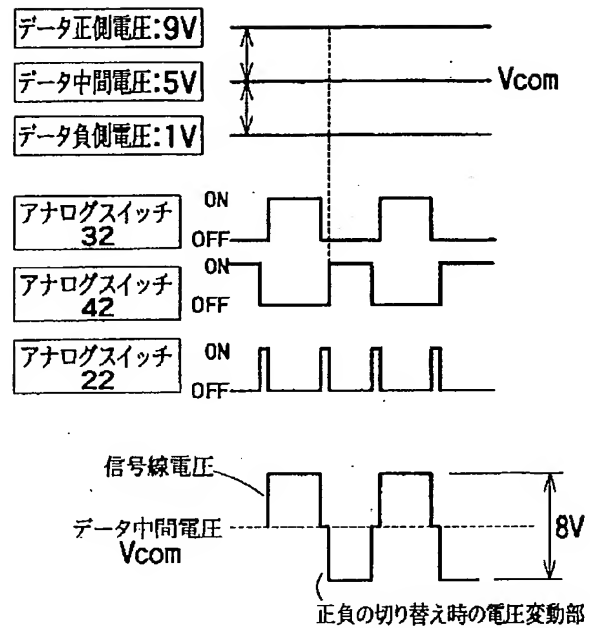 データ正側電圧:9V
データ中間電圧:5V
Vcom
データ負側電圧:1V
アナログスイッチ
32
ON
OFF
アナログスイッチ
42
ON
OFF
アナログスイッチ
22
ON
OFF
信号線電圧
データ中間電圧
Vcom
8V
正負の切り替え時の電圧変動部